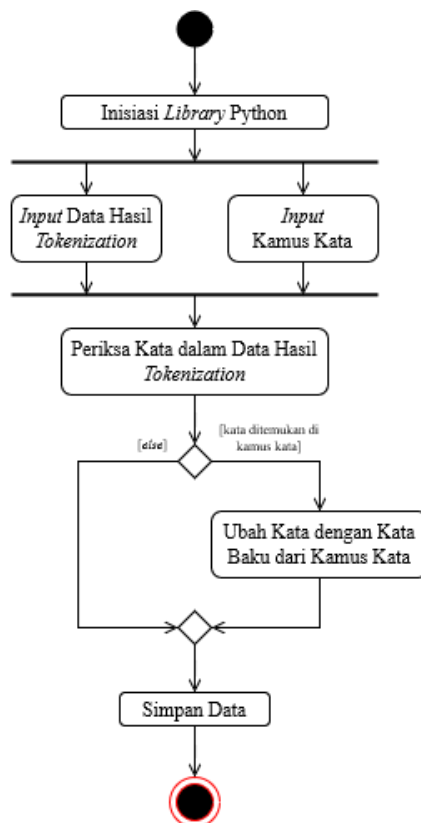 Inisiasi Library Python
Input Data Hasil
Tokenization
Input
Kamus Kata
Periksa Kata dalam Data Hasil
Tokenization
[else]
[kata ditemukan di
kamus kata]
Ubah Kata dengan Kata
Baku dari Kamus Kata
Simpan Data